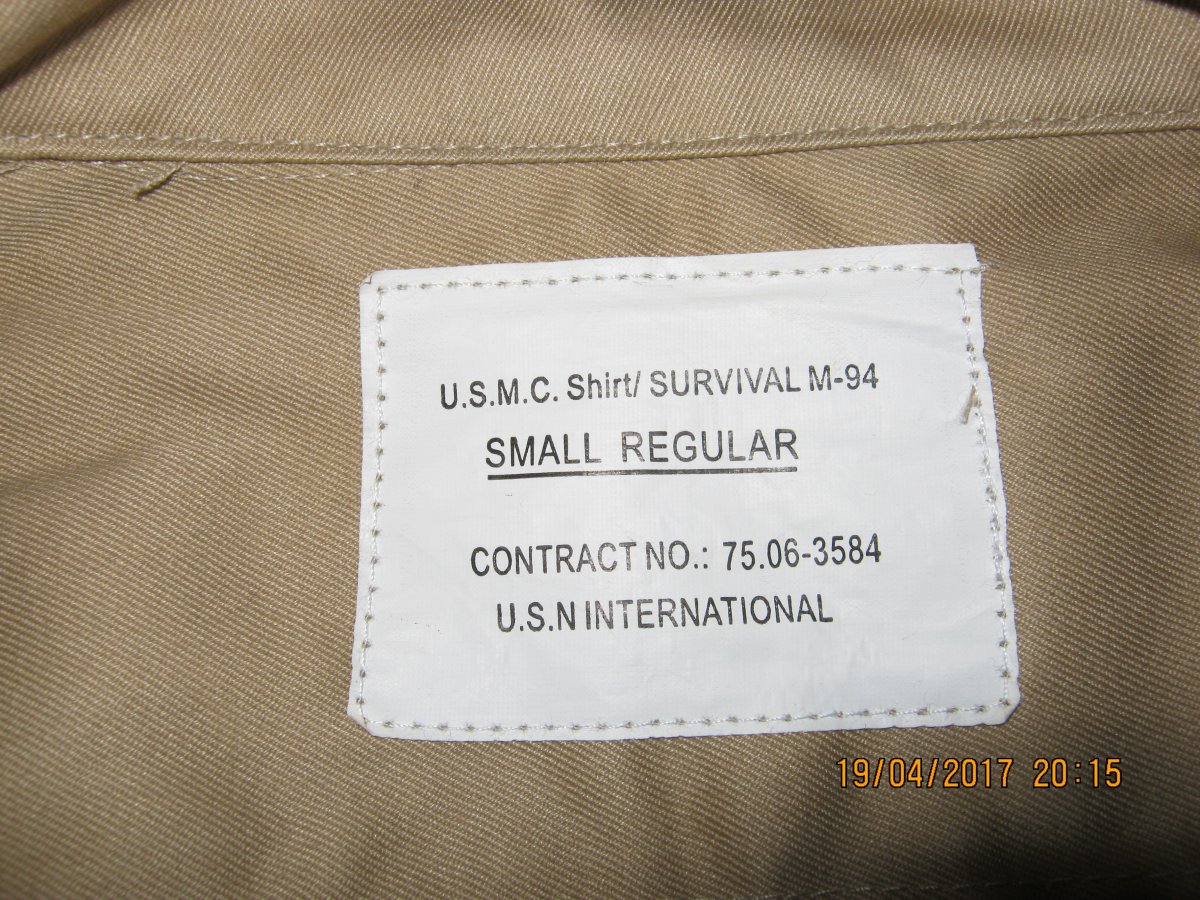 U.S.M.C. Shirt/ SURVIVAL M-94
SMALL REGULAR
CONTRACT NO.: 75.06-3584
U.S.N INTERNATIONAL
19/04/2017 20:15